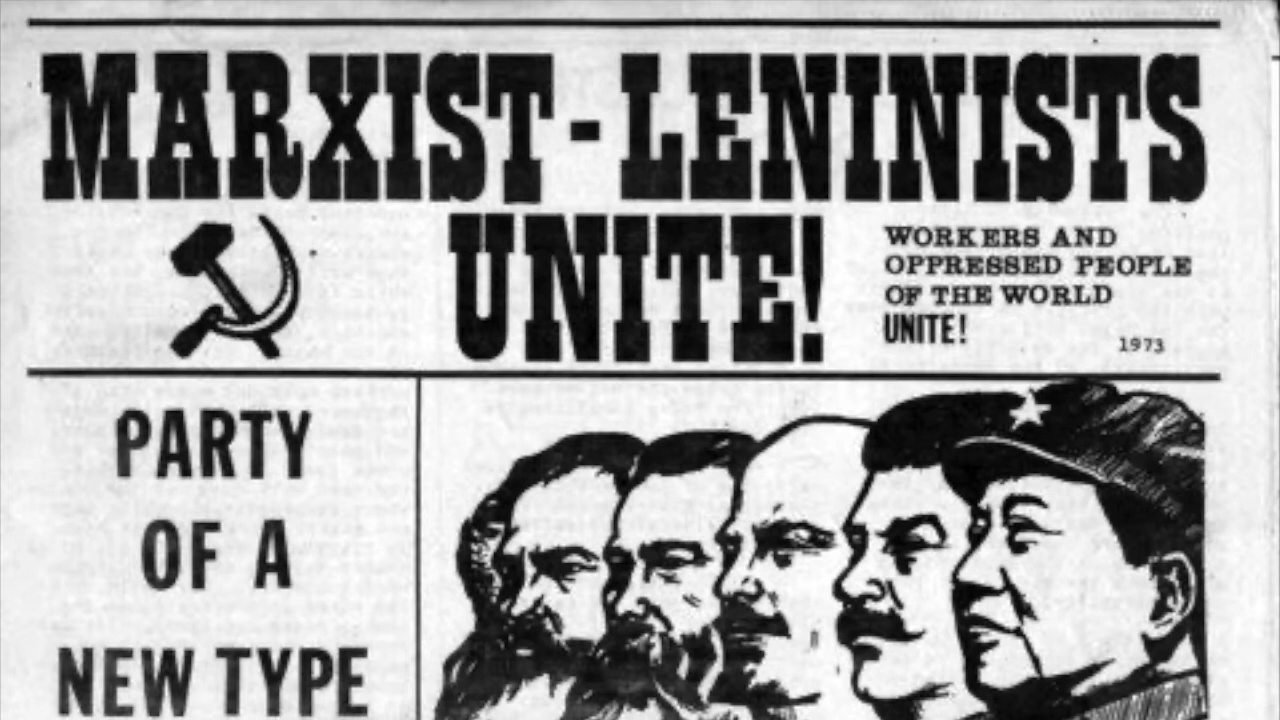 MARXIST-LENINISTS
UNITE!
WORKERS AND
OPPRESSED PEOPLE
OF THE WORLD
UNITE!
1973
PARTY
OF A
NEW TYPE